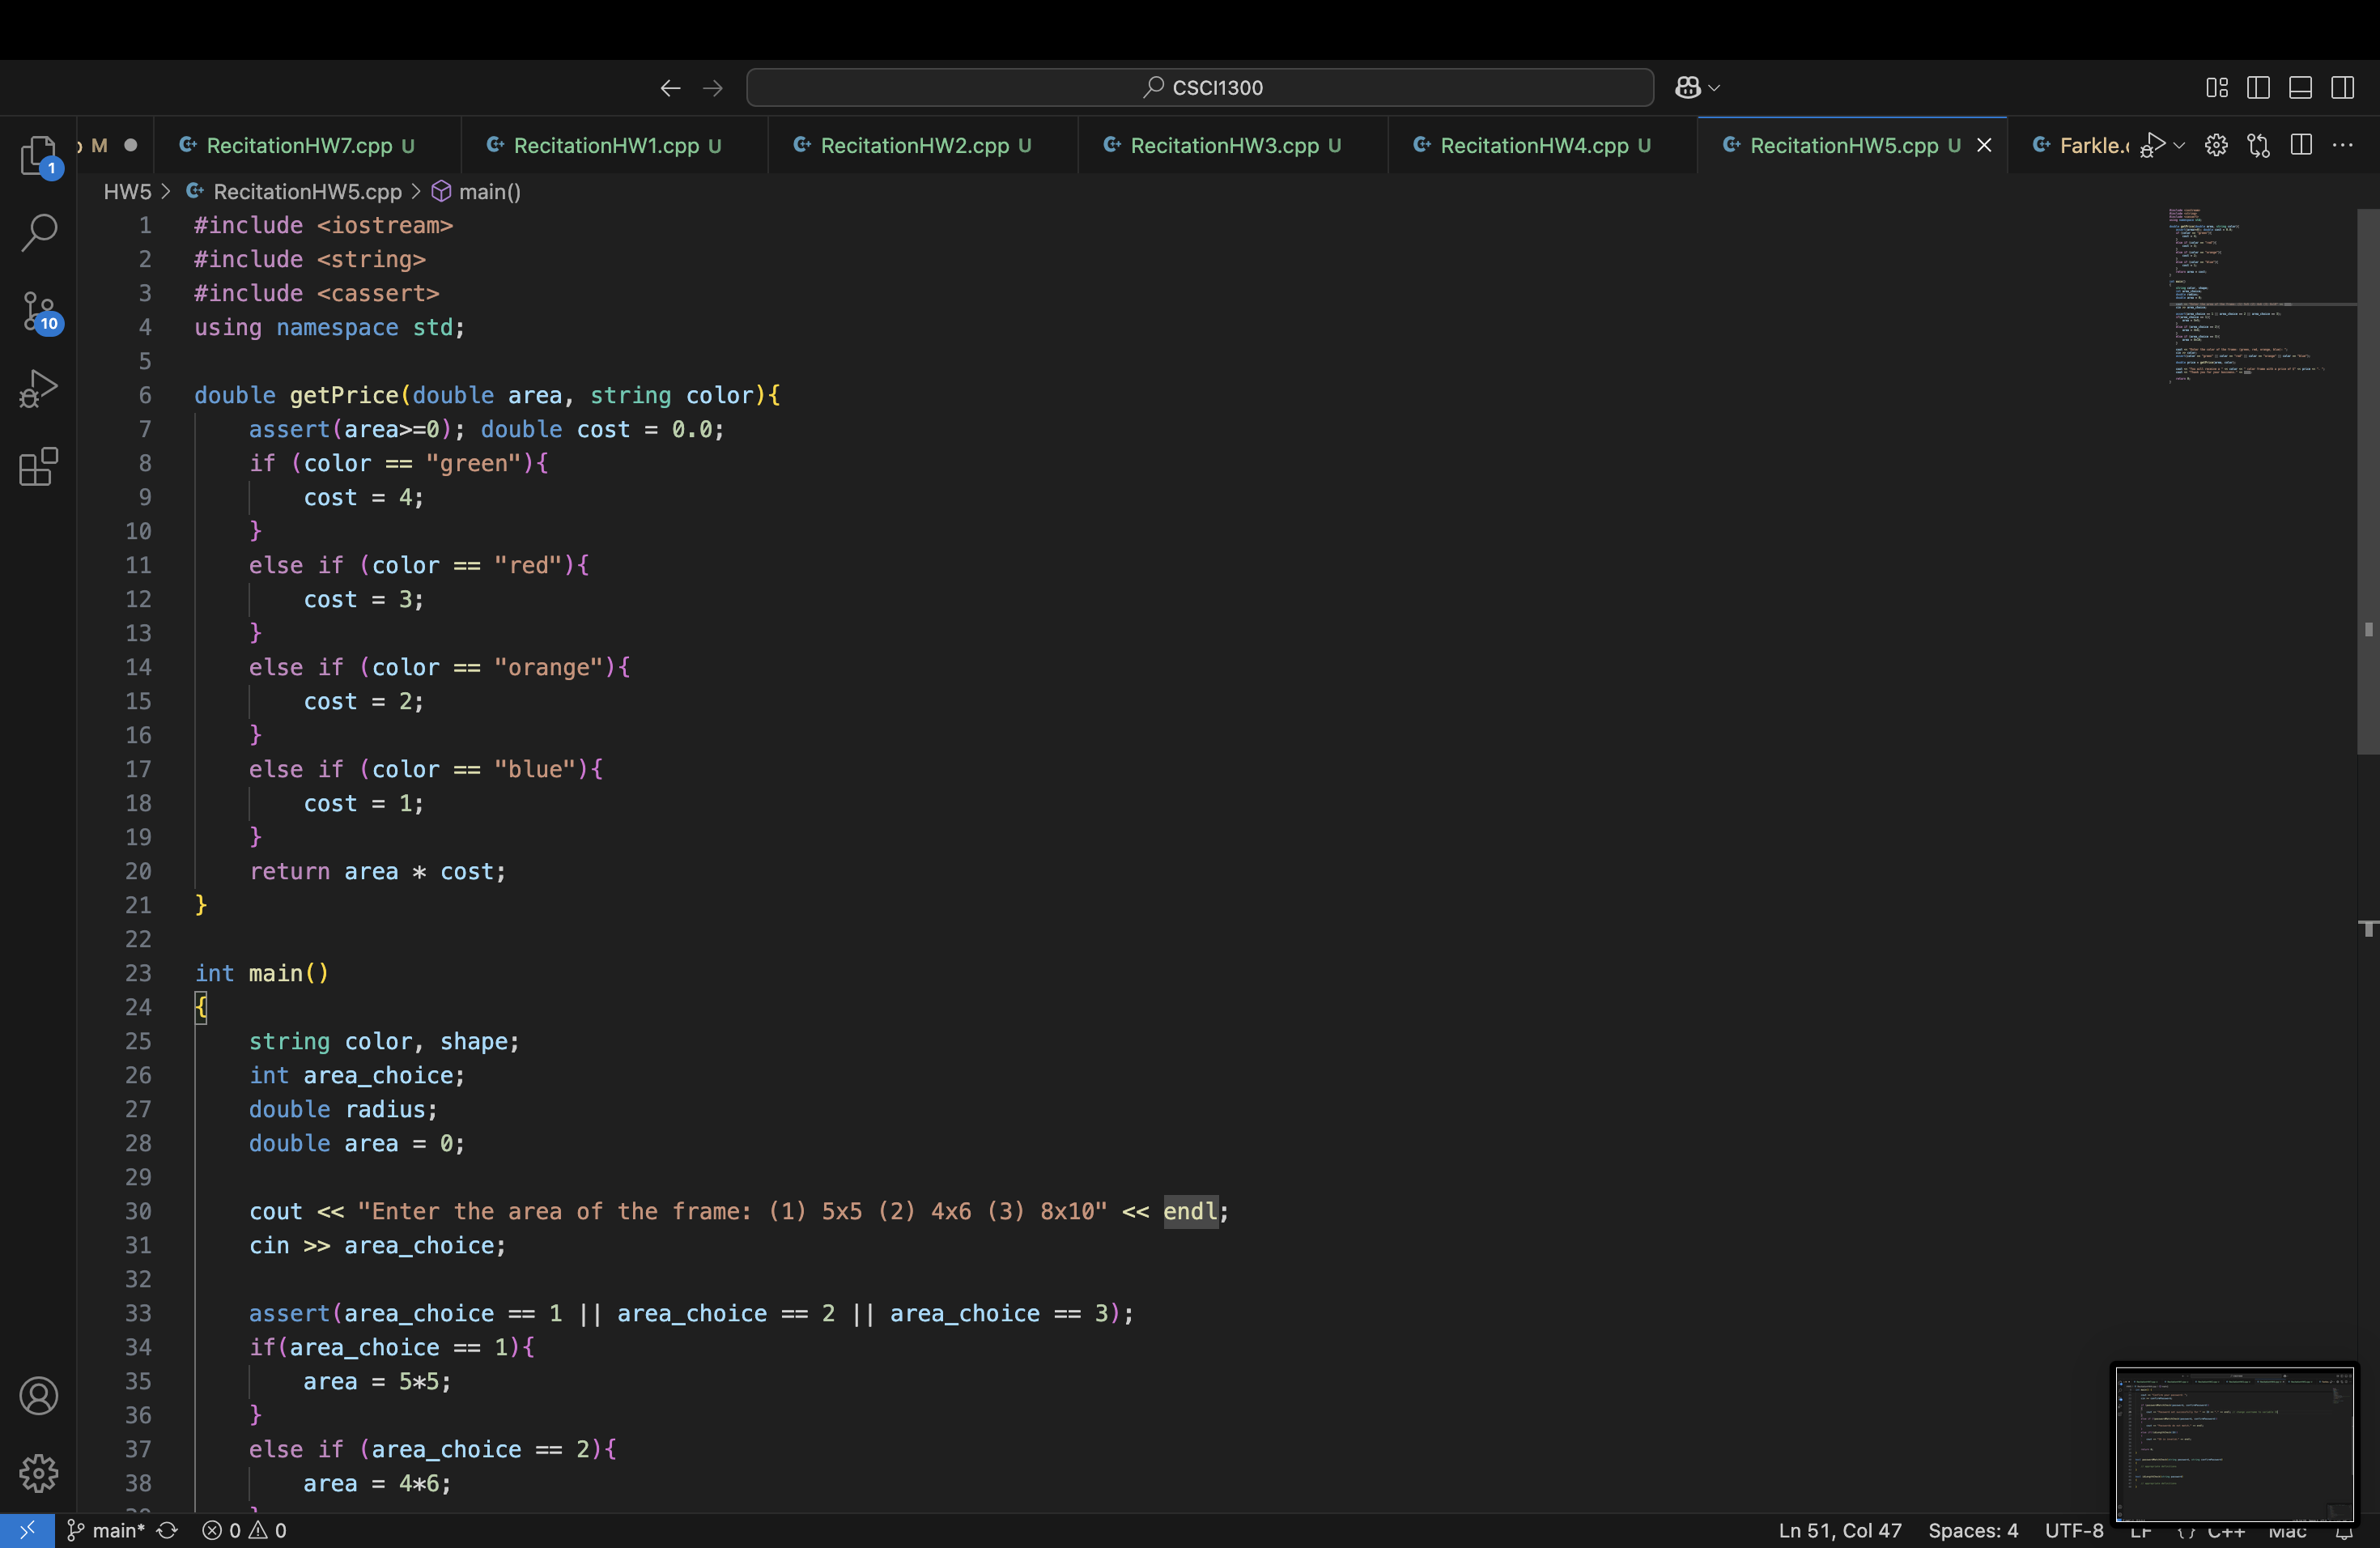 CSCI1300
M
RecitationHW7.cpp U
RecitationHW1.cpp U
RecitationHW2.cpp U
RecitationHW3.cpp U
RecitationHW4.cpp U
RecitationHW5.cpp U
Farkle.
1
10
HW5 > RecitationHW5.cpp > main()
1 #include <iostream>
2 #include <string>
3 #include <cassert>
4 using namespace std;
5
6 double getPrice(double area, string color){
7     assert(area>=0); double cost = 0.0;
8     if (color == "green"){
9         cost = 4;
10     }
11     else if (color == "red"){
12         cost = 3;
13     }
14     else if (color == "orange"){
15         cost = 2;
16     }
17     else if (color == "blue"){
18         cost = 1;
19     }
20     return area * cost;
21 }
22
23 int main()
24 {
25     string color, shape;
26     int area_choice;
27     double radius;
28     double area = 0;
29
30     cout << "Enter the area of the frame: (1) 5x5 (2) 4x6 (3) 8x10" << endl;
31     cin >> area_choice;
32
33     assert(area_choice == 1 || area_choice == 2 || area_choice == 3);
34     if(area_choice == 1){
35         area = 5*5;
36     }
37     else if (area_choice == 2){
38         area = 4*6;
main* 0 0
Ln 51, Col 47 Spaces: 4 UTF-8 LF {} C++ Mac